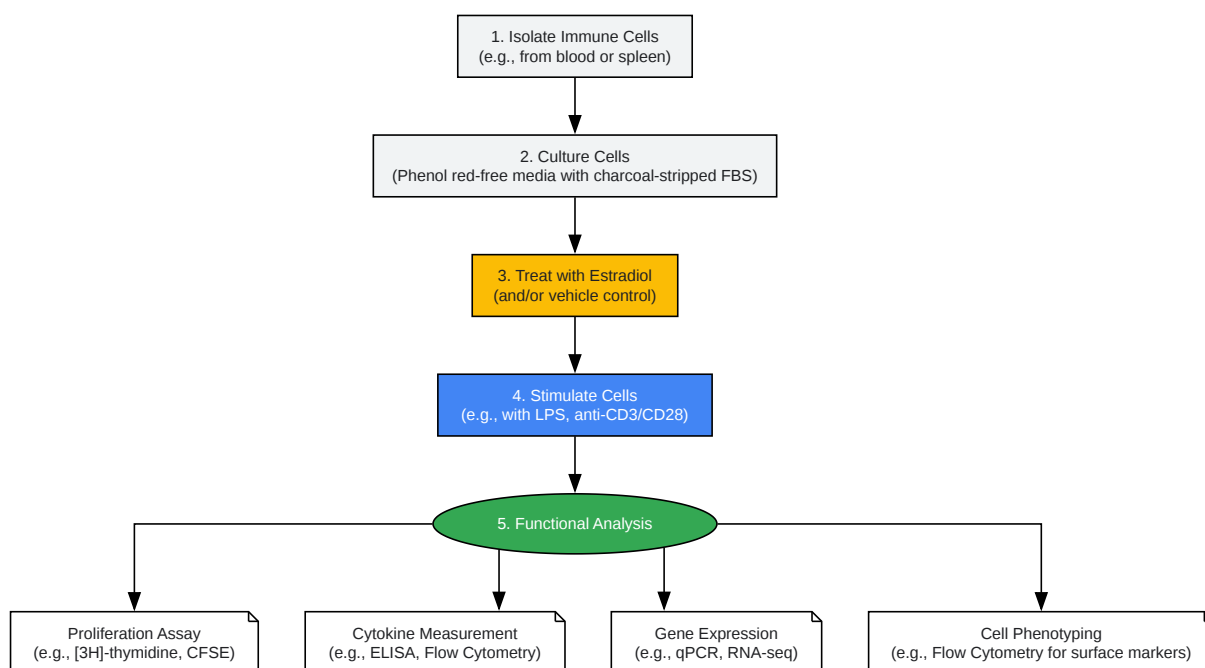 1. Isolate Immune Cells
(e.g., from blood or spleen)
2. Culture Cells
(Phenol red-free media with charcoal-stripped FBS)
3. Treat with Estradiol
(and/or vehicle control)
4. Stimulate Cells
(e.g., with LPS, anti-CD3/CD28)
5. Functional Analysis
Proliferation Assay
(e.g., [3H]-thymidine, CFSE)
Cytokine Measurement
(e.g., ELISA, Flow Cytometry)
Gene Expression
(e.g., qPCR, RNA-seq)
Cell Phenotyping
(e.g., Flow Cytometry for surface markers)